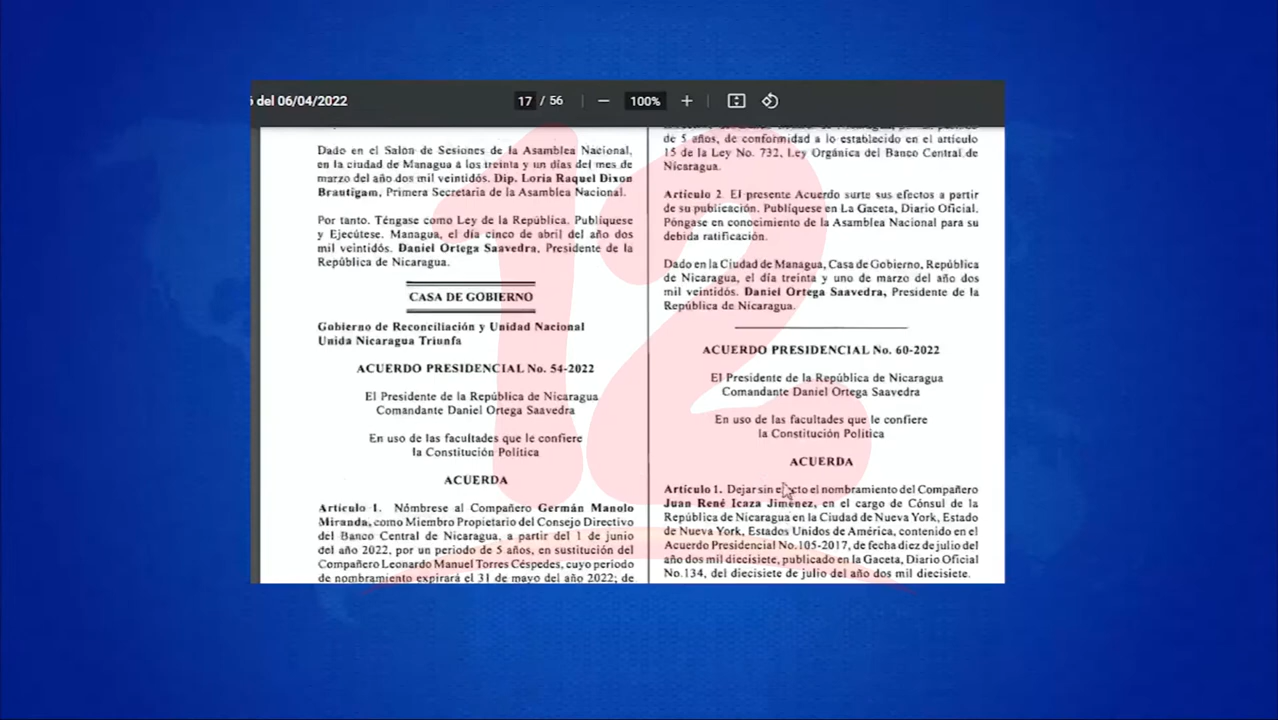 del 06/04/2022
17 / 56
100%
Dado en el Salon de Sesiones de la Asamblea Nacional,
en la ciudad de Managua a los treinta y un días del mes de
marzo del año dos mil veintidós. Dip. Loria Raquel Dixon
Brautigam, Primera Secretaria de la Asamblea Nacional.
Por tanto. Téngase como Ley de la República. Publíquese
y Ejecútese. Managua, el día cinco de abril del año dos
mil veintidós. Daniel Ortega Saavedra, Presidente de la
República de Nicaragua.
CASA DE GOBIERNO
Gobierno de Reconciliación y Unidad Nacional
Unida Nicaragua Triunfa
ACUERDO PRESIDENCIAL No. 54-2022
El Presidente de la República de Nicaragua
Comandante Daniel Ortega Saavedra
En uso de las facultades que le confiere
la Constitución Política
ACUERDA
Artículo 1. Nómbrese al Compañero Germán Manolo
Miranda, como Miembro Propietario del Consejo Directivo
del Banco Central de Nicaragua, a partir del 1 de junio
del año 2022, por un periodo de 5 años, en sustitución del
Compañero Leonardo Manuel Torres Céspedes, cuyo periodo
de nombramiento expirará el 31 de mayo del año 2022; de
de 5 años, de conformidad a lo establecido en el artículo
15 de la Ley No. 732, Ley Orgánica del Banco Central de
Nicaragua.
Artículo 2. El presente Acuerdo surte sus efectos a partir
de su publicación. Publíquese en La Gaceta, Diario Oficial.
Póngase en conocimiento de la Asamblea Nacional para su
debida ratificación.
Dado en la Ciudad de Managua, Casa de Gobierno, República
de Nicaragua, el día treinta y uno de marzo del año dos
mil veintidós. Daniel Ortega Saavedra, Presidente de la
República de Nicaragua.
ACUERDO PRESIDENCIAL No. 60-2022
El Presidente de la República de Nicaragua
Comandante Daniel Ortega Saavedra
En uso de las facultades que le confiere
la Constitución Política
ACUERDA
Artículo 1. Dejar sin efecto el nombramiento del Compañero
Juan René Icaza Jiménez, en el cargo de Cónsul de la
República de Nicaragua en la Ciudad de Nueva York, Estado
de Nueva York, Estados Unidos de América, contenido en el
Acuerdo Presidencial No.105-2017, de fecha diez de julio del
año dos mil diecisiete, publicado en la Gaceta, Diario Oficial
No.134, del diecisiete de julio del año dos mil diecisiete.
12